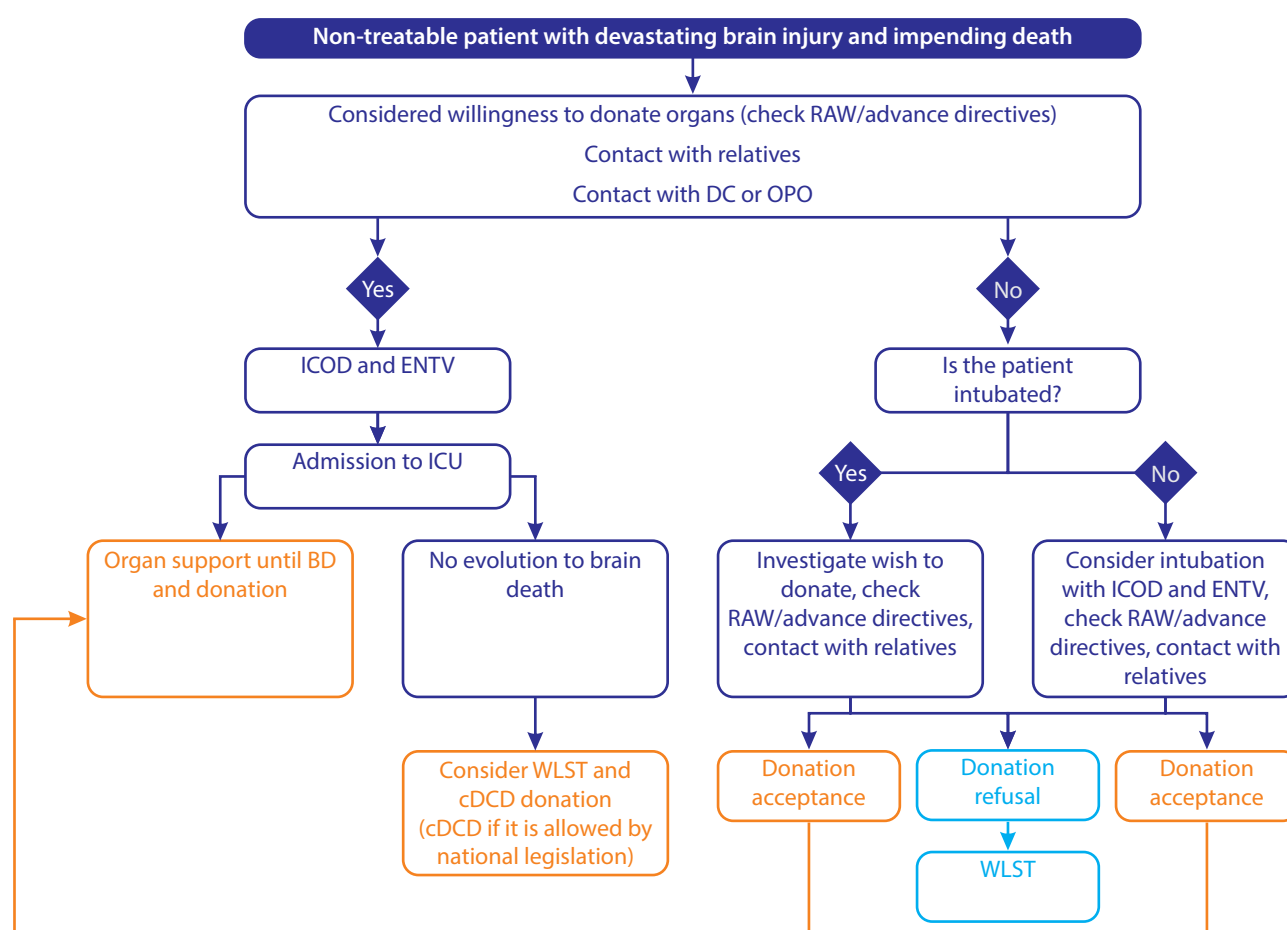 Non-treatable patient with devastating brain injury and impending death
Considered willingness to donate organs (check RAW/advance directives)
Contact with relatives
Contact with DC or OPO
Yes
No
ICOD and ENTV
Is the patient
intubated?
Admission to ICU
Yes
No
Organ support until BD
and donation
No evolution to brain
death
Investigate wish to
donate, check
RAW/advance directives,
contact with relatives
Consider intubation
with ICOD and ENTV,
check RAW/advance
directives, contact with
relatives
Consider WLST and
cDCD donation
(cDCD if it is allowed by
national legislation)
Donation
acceptance
Donation
refusal
Donation
acceptance
WLST